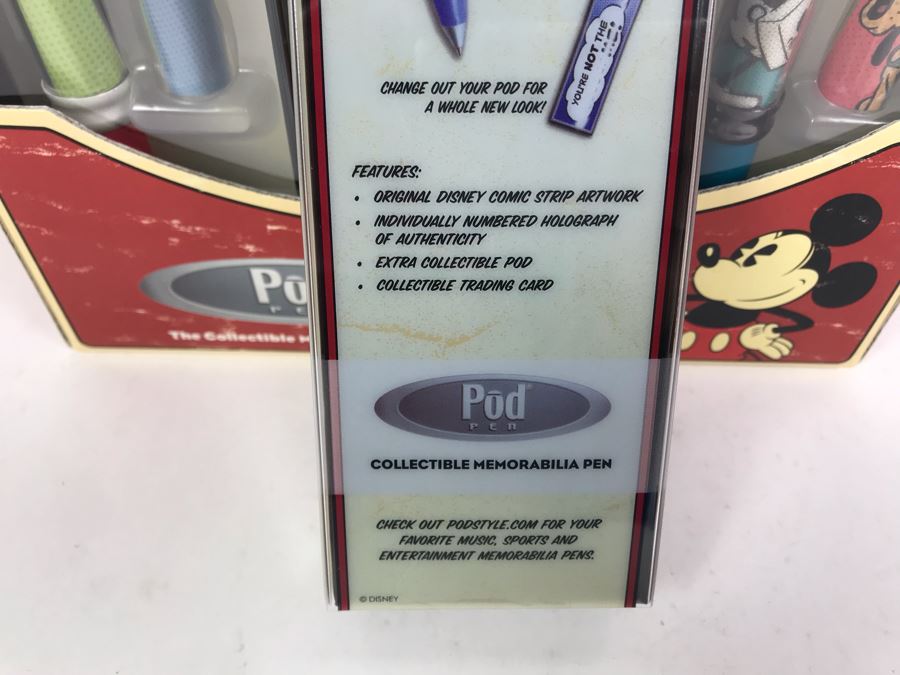 YOU'RE NOT THE
CHANGE OUT YOUR POD FOR
A WHOLE NEW LOOK!
FEATURES:
• ORIGINAL DISNEY COMIC STRIP ARTWORK
• INDIVIDUALLY NUMBERED HOLOGRAPH
OF AUTHENTICITY
• EXTRA COLLECTIBLE POD
• COLLECTIBLE TRADING CARD
Pōd
PEN
The Collectible
Pōd
PEN
COLLECTIBLE MEMORABILIA PEN
CHECK OUT PODSTYLE.COM FOR YOUR
FAVORITE MUSIC, SPORTS AND
ENTERTAINMENT MEMORABILIA PENS.
© DISNEY